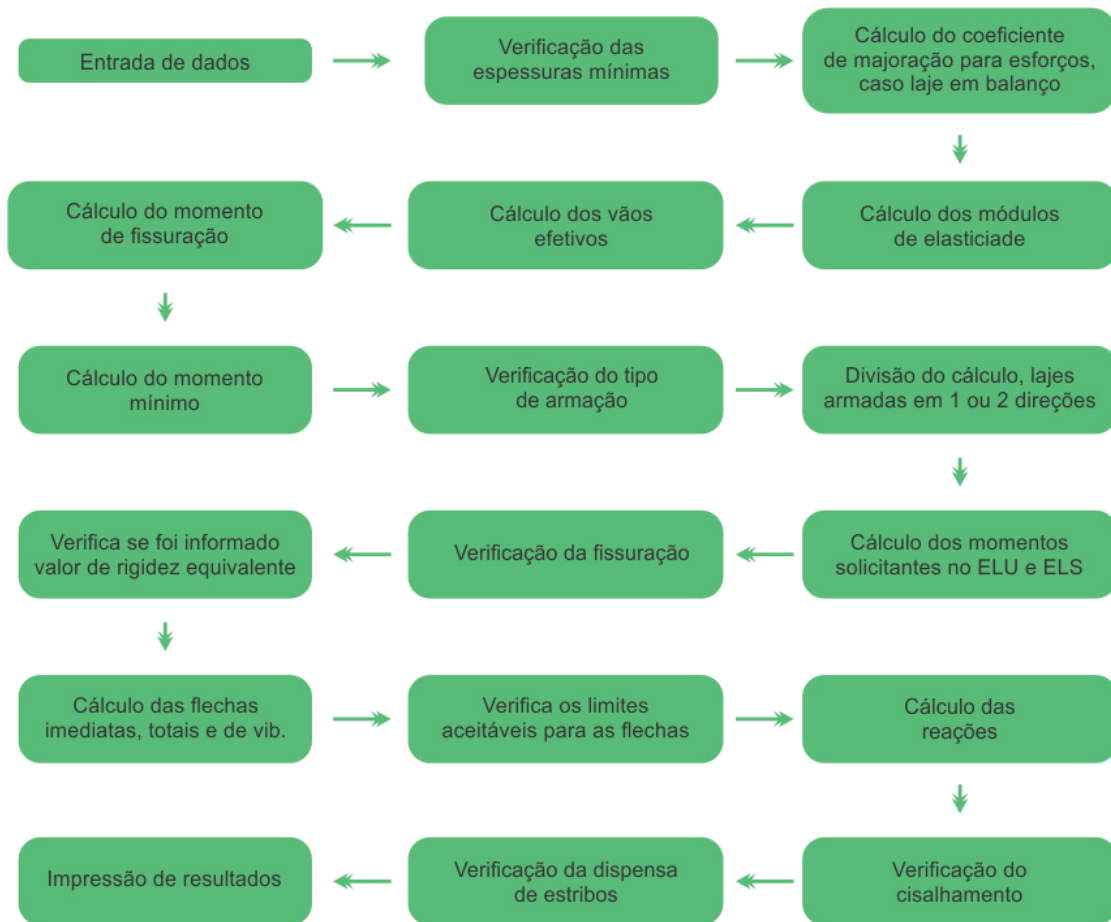 Entrada de dados
Verificação das
espessuras mínimas
Cálculo do coeficiente
de majoração para esforços,
caso laje em balanço
Cálculo dos módulos
de elasticiade
Cálculo dos vãos
efetivos
Cálculo do momento
de fissuração
Cálculo do momento
mínimo
Verificação do tipo
de armação
Divisão do cálculo, lajes
armadas em 1 ou 2 direções
Cálculo dos momentos
solicitantes no ELU e ELS
Verificação da fissuração
Verifica se foi informado
valor de rigidez equivalente
Cálculo das flechas
imediatas, totais e de vib.
Verifica os limites
aceitáveis para as flechas
Cálculo das
reações
Verificação do
cisalhamento
Verificação da dispensa
de estribos
Impressão de resultados